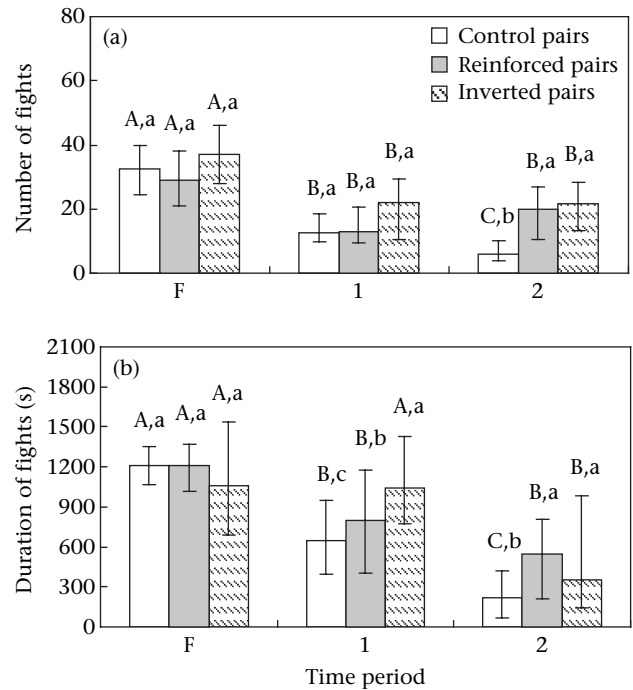 (a)
Control pairs
Reinforced pairs
Inverted pairs
Number of fights
80
60
40
20
0
A,a A,a A,a
B,a B,a B,a
C,b B,a B,a
F 1 2
(b)
Duration of fights (s)
2100
1800
1500
1200
900
600
300
0
A,a A,a A,a
B,c B,b A,a
C,b B,a B,a
F 1 2
Time period